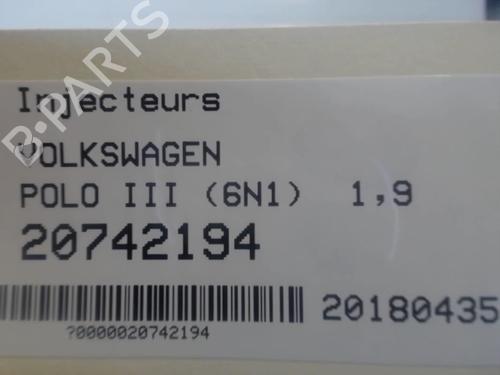 Injecteurs
VOLKSWAGEN
POLO III (6N1) 1,9
20742194
20180435
?0000020742194
B-PARTS